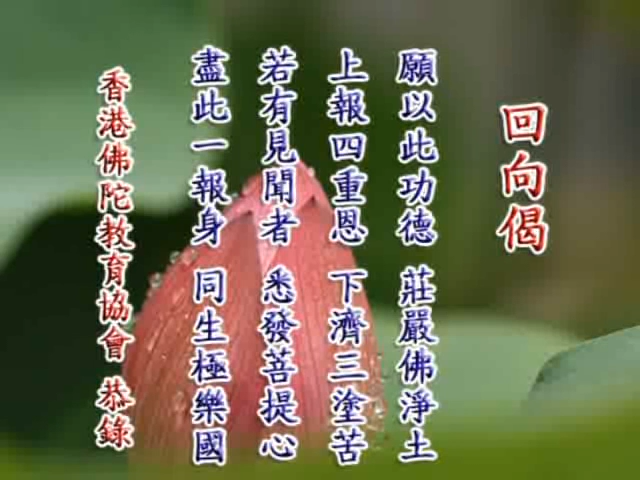 回向偈
願以此功德 莊嚴佛淨土
上報四重恩 下濟三塗苦
若有見聞者 悉發菩提心
盡此一報身 同生極樂國
香港佛陀教育協會 恭錄